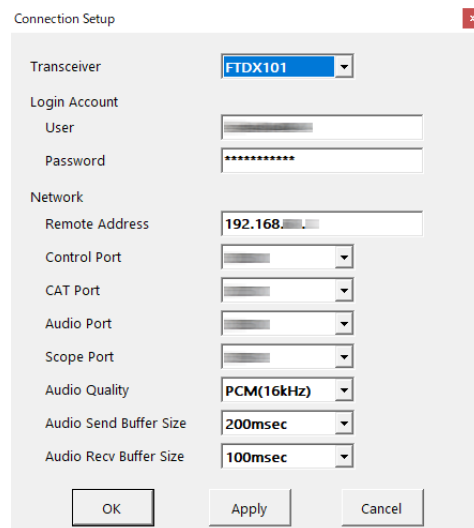 Connection Setup
Transceiver FTDX101
Login Account
User
Password ***********
Network
Remote Address 192.168.
Control Port
CAT Port
Audio Port
Scope Port
Audio Quality PCM(16kHz)
Audio Send Buffer Size 200msec
Audio Recv Buffer Size 100msec
OK Apply Cancel